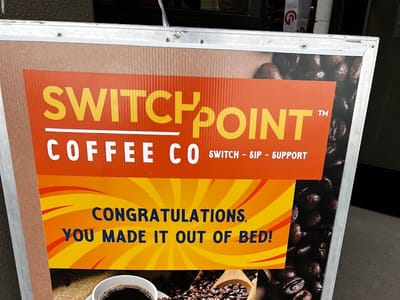 SWITCHPOINT™
COFFEE CO SWITCH - SIP - SUPPORT
CONGRATULATIONS,
YOU MADE IT OUT OF BED!